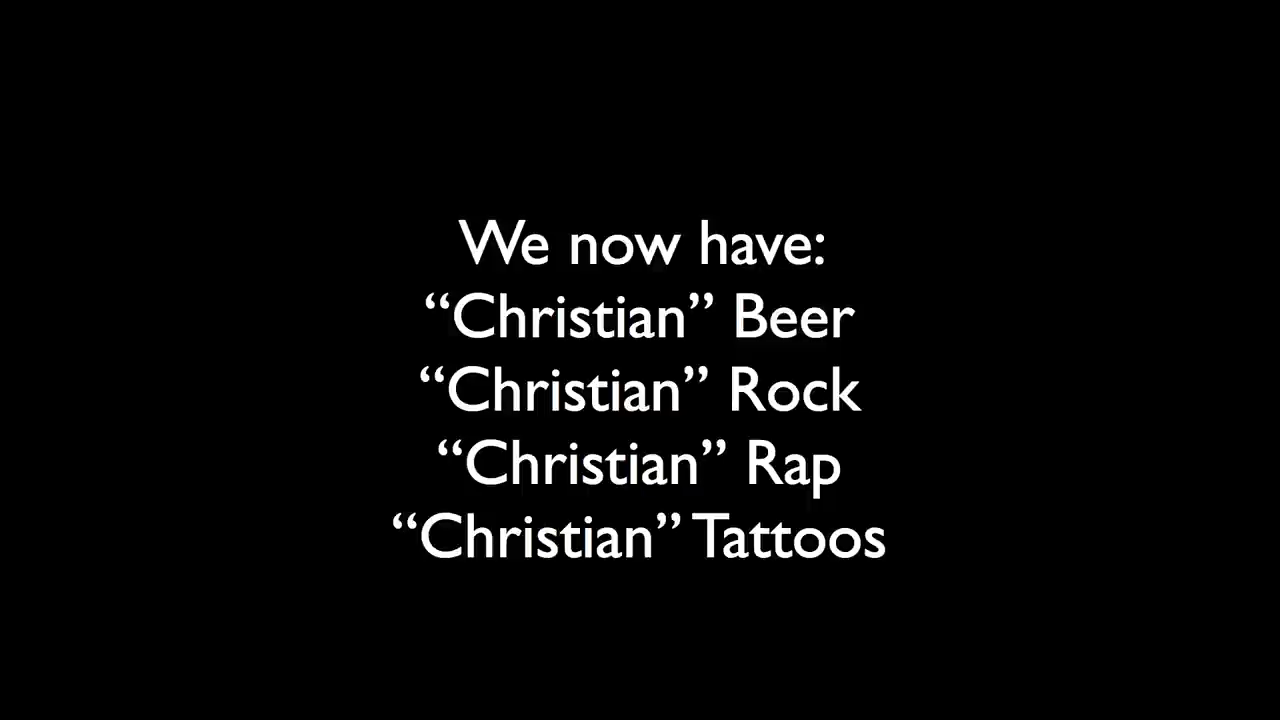 We now have:
“Christian” Beer
“Christian” Rock
“Christian” Rap
“Christian” Tattoos